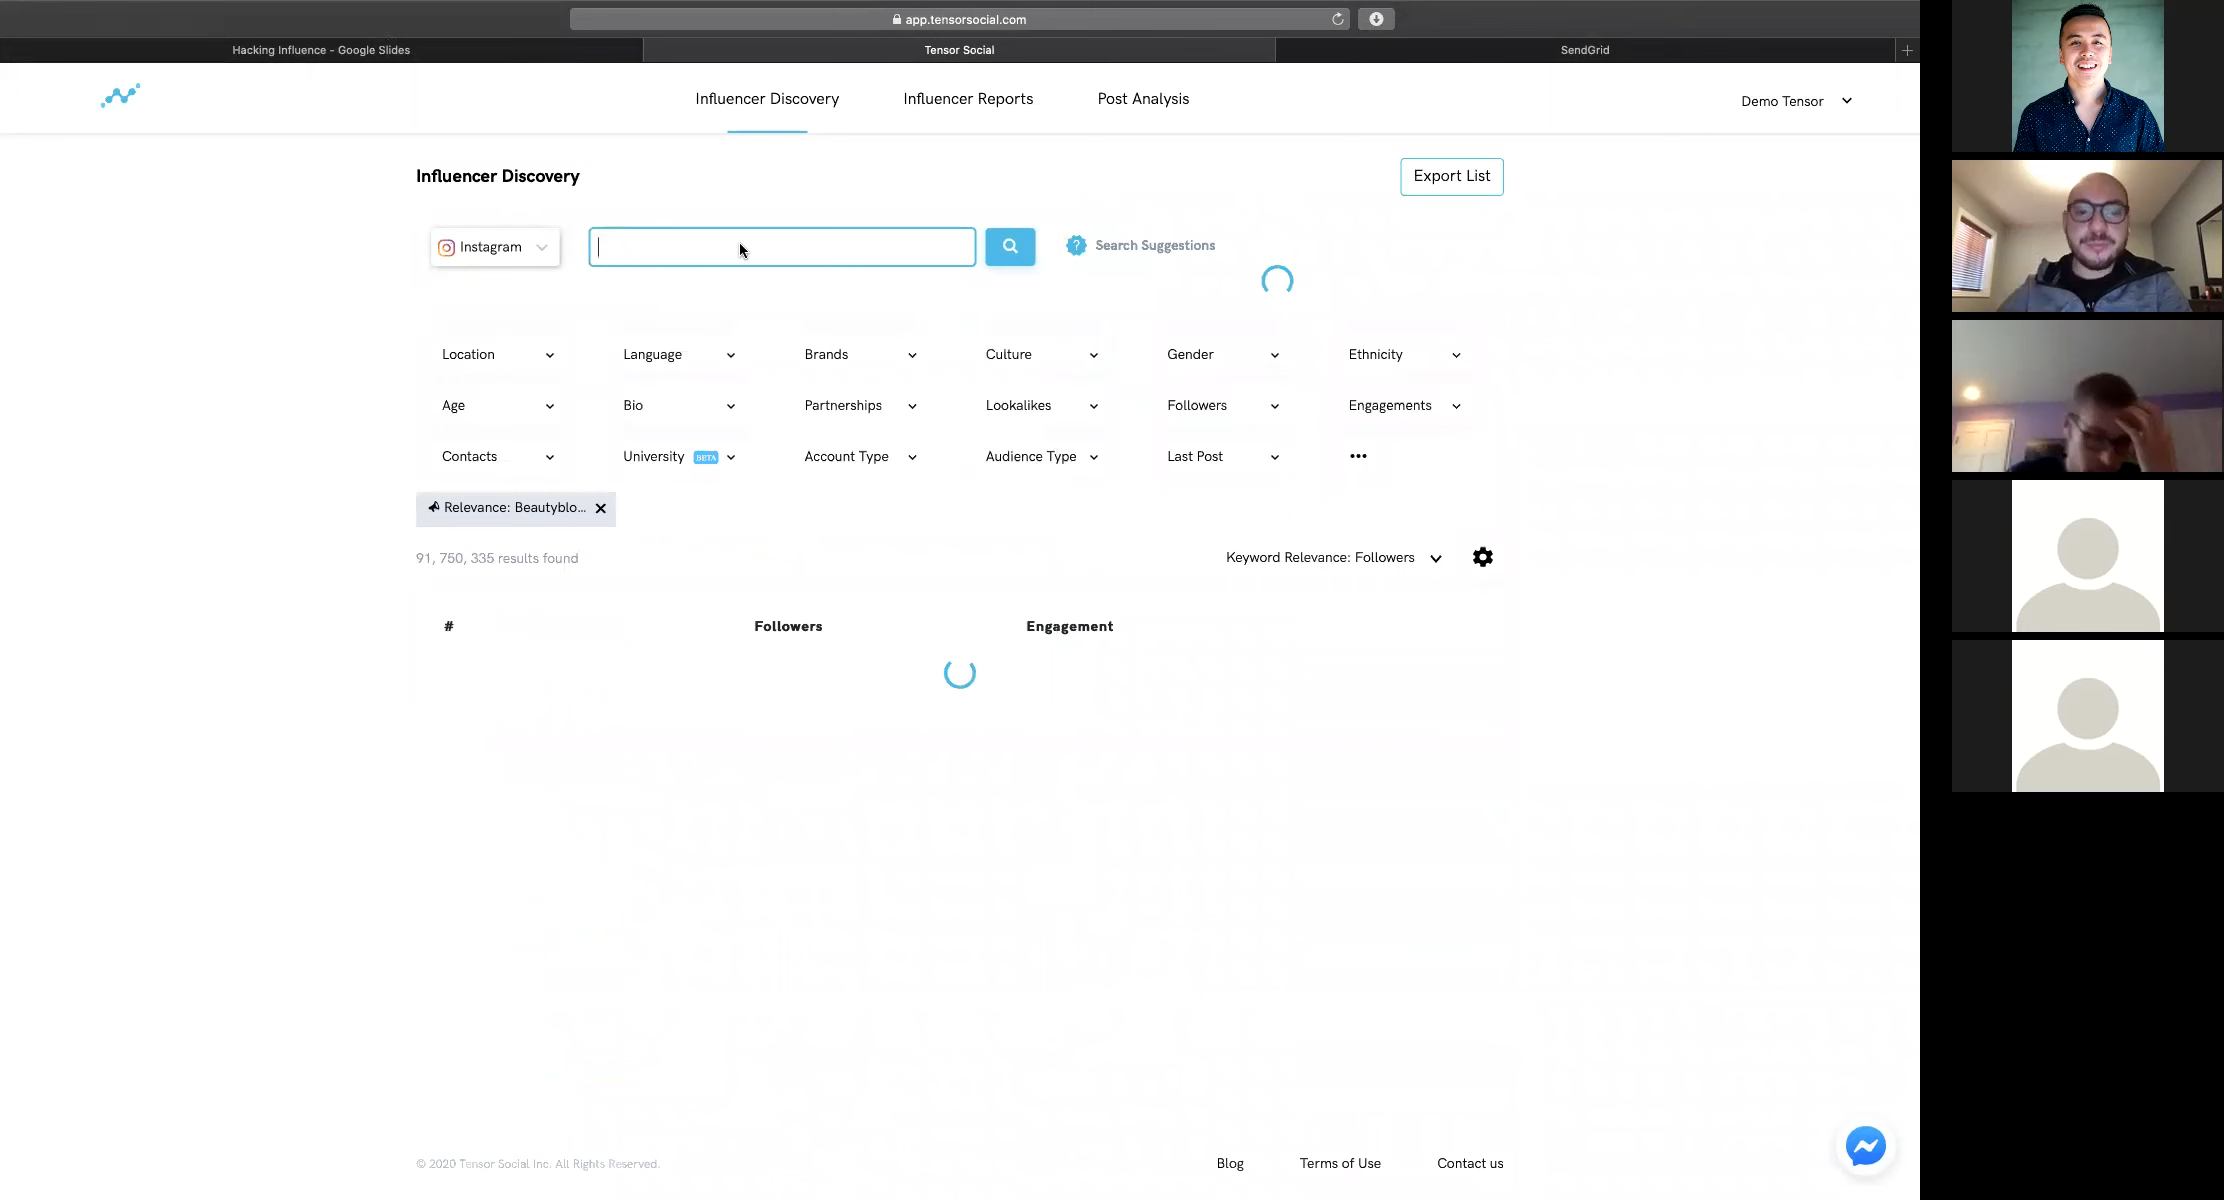 app.tensorsocial.com
Hacking Influence - Google Slides
Tensor Social
SendGrid
Influencer Discovery
Influencer Reports
Post Analysis
Demo Tensor
Influencer Discovery
Export List
Instagram
? Search Suggestions
Location
Language
Brands
Culture
Gender
Ethnicity
Age
Bio
Partnerships
Lookalikes
Followers
Engagements
Contacts
University BETA
Account Type
Audience Type
Last Post
•••
Relevance: Beautyblo...
91, 750, 335 results found
Keyword Relevance: Followers
#
Followers
Engagement
© 2020 Tensor Social Inc. All Rights Reserved.
Blog
Terms of Use
Contact us